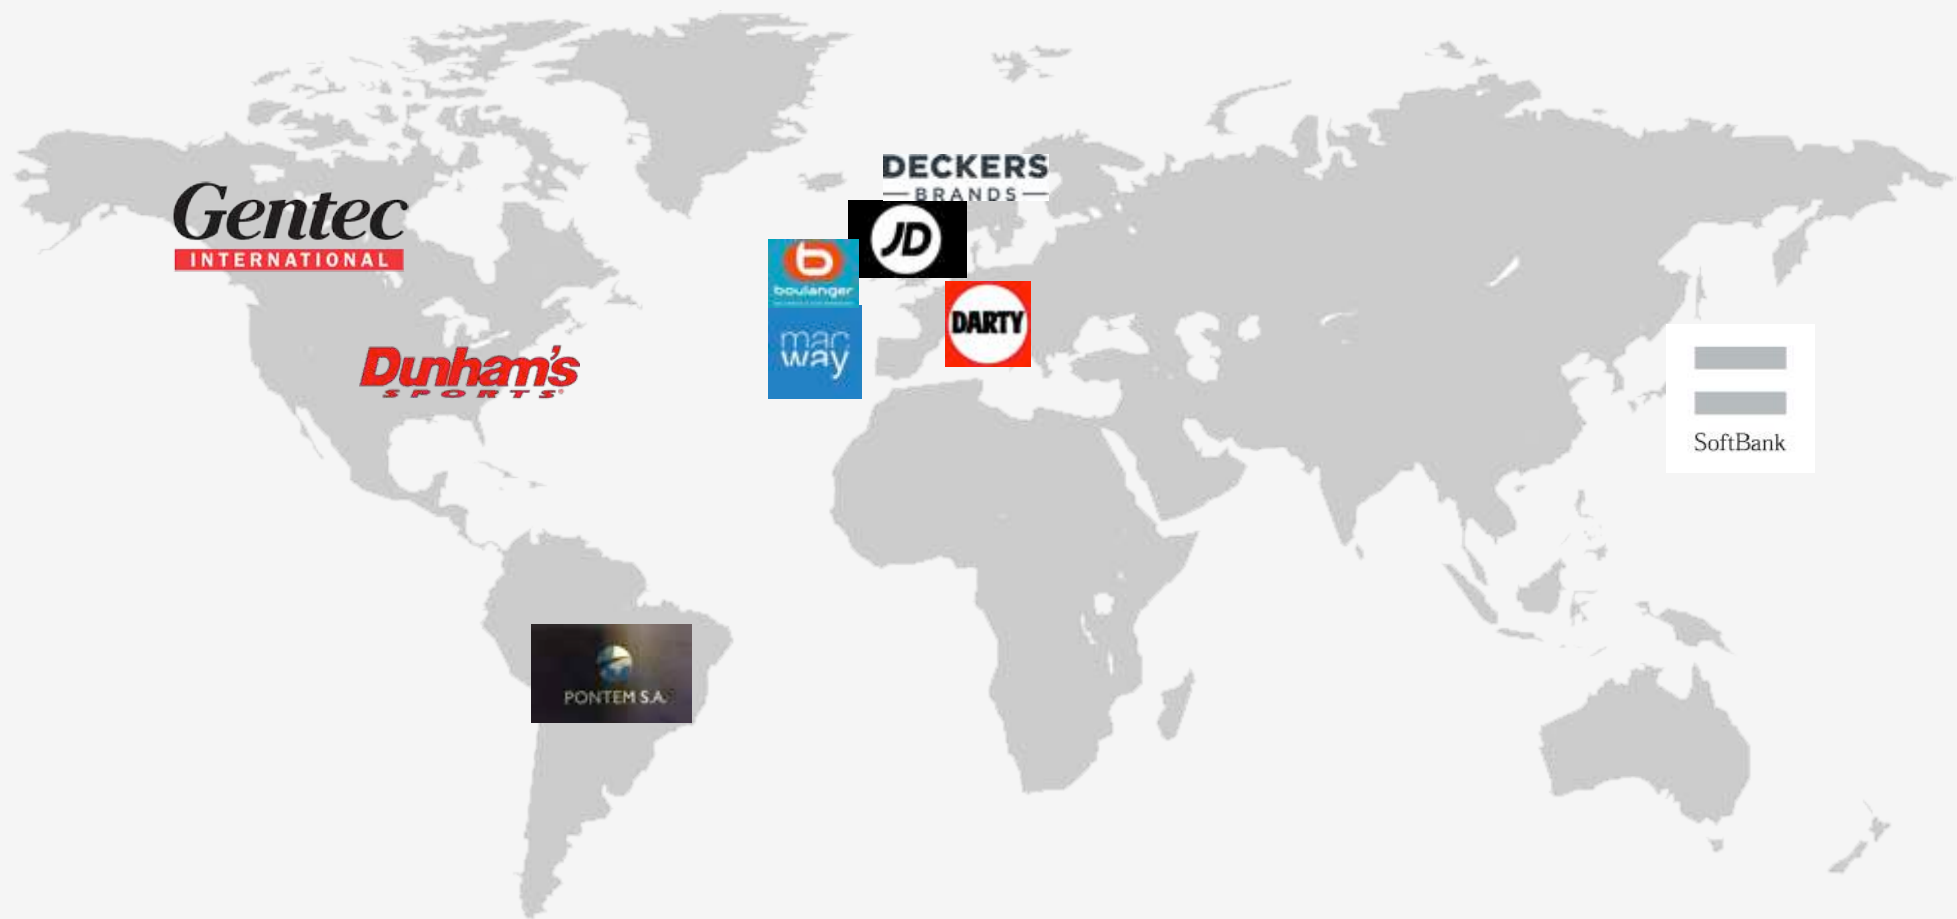 Gentec
INTERNATIONAL
Dunham's
SPORTS
DECKERS
BRANDS
JD
b
boulanger
mac
way
DARTY
SoftBank
PONTEM S.A.